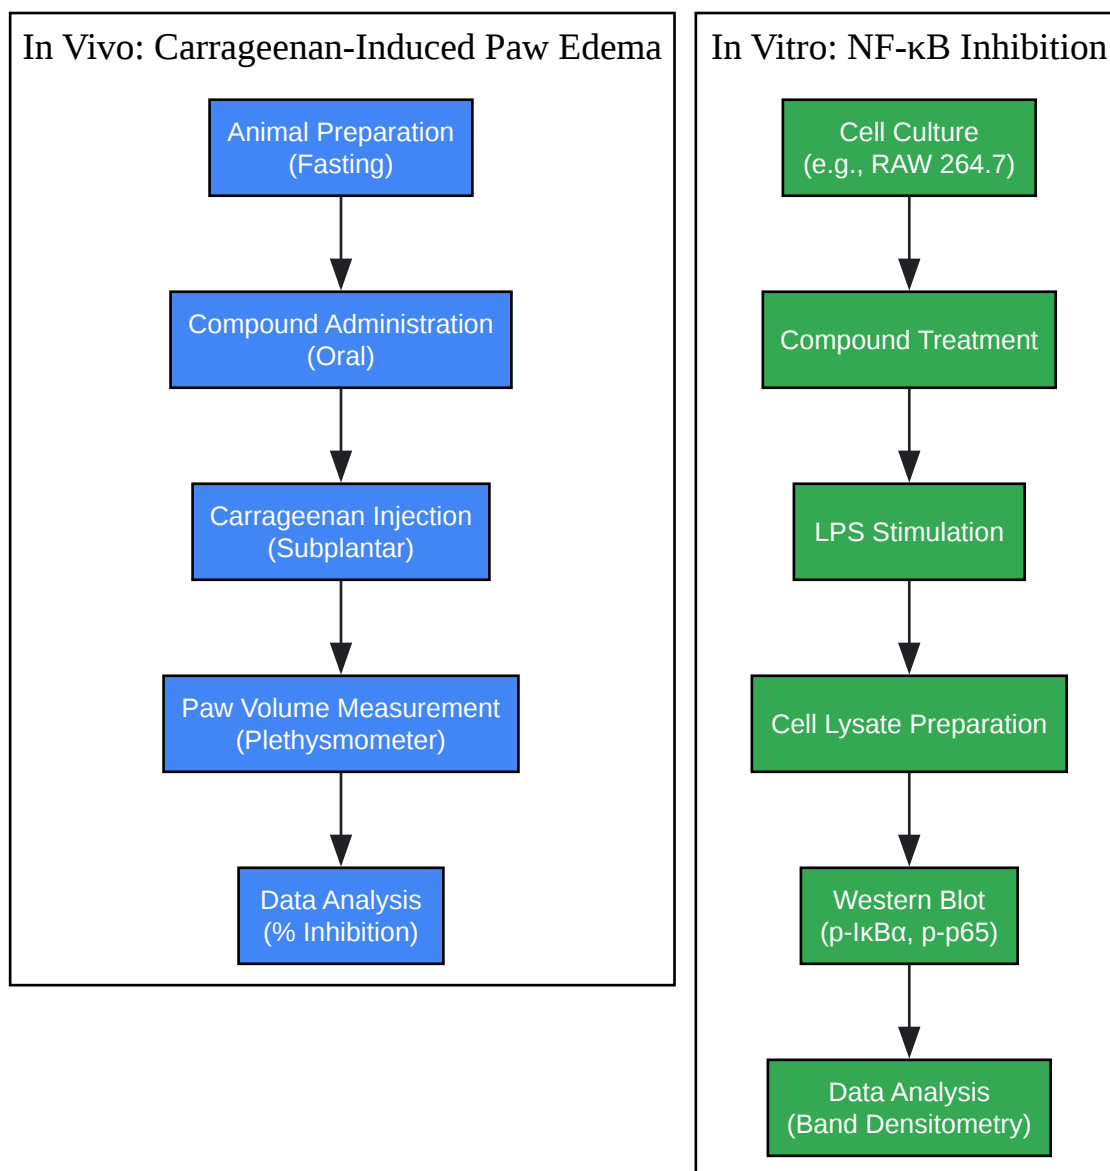 In Vivo: Carrageenan-Induced Paw Edema
Animal Preparation
(Fasting)
Compound Administration
(Oral)
Carrageenan Injection
(Subplantar)
Paw Volume Measurement
(Plethysmometer)
Data Analysis
(% Inhibition)
In Vitro: NF-κB Inhibition
Cell Culture
(e.g., RAW 264.7)
Compound Treatment
LPS Stimulation
Cell Lysate Preparation
Western Blot
(p-IκBα, p-p65)
Data Analysis
(Band Densitometry)